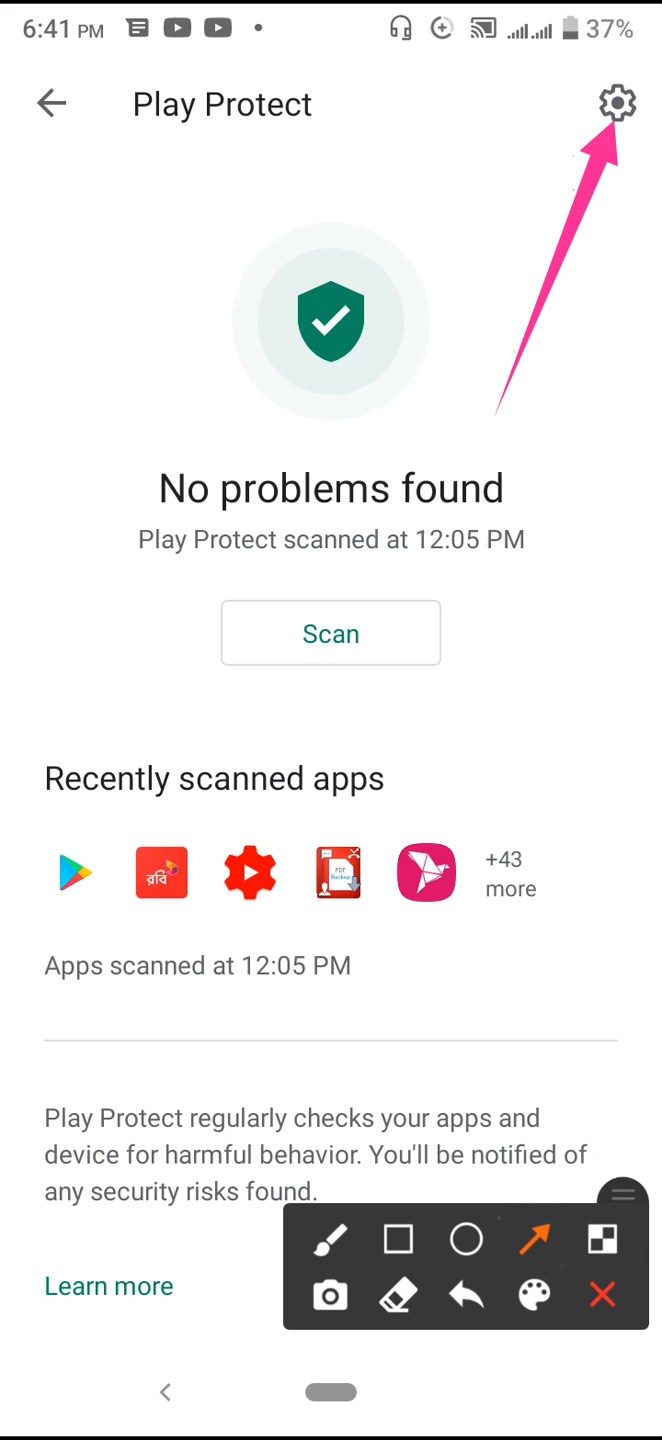 6:41 PM
37%
Play Protect
No problems found
Play Protect scanned at 12:05 PM
Scan
Recently scanned apps
রবি
PDF
Backup
+43
more
Apps scanned at 12:05 PM
Play Protect regularly checks your apps and
device for harmful behavior. You'll be notified of
any security risks found.
Learn more